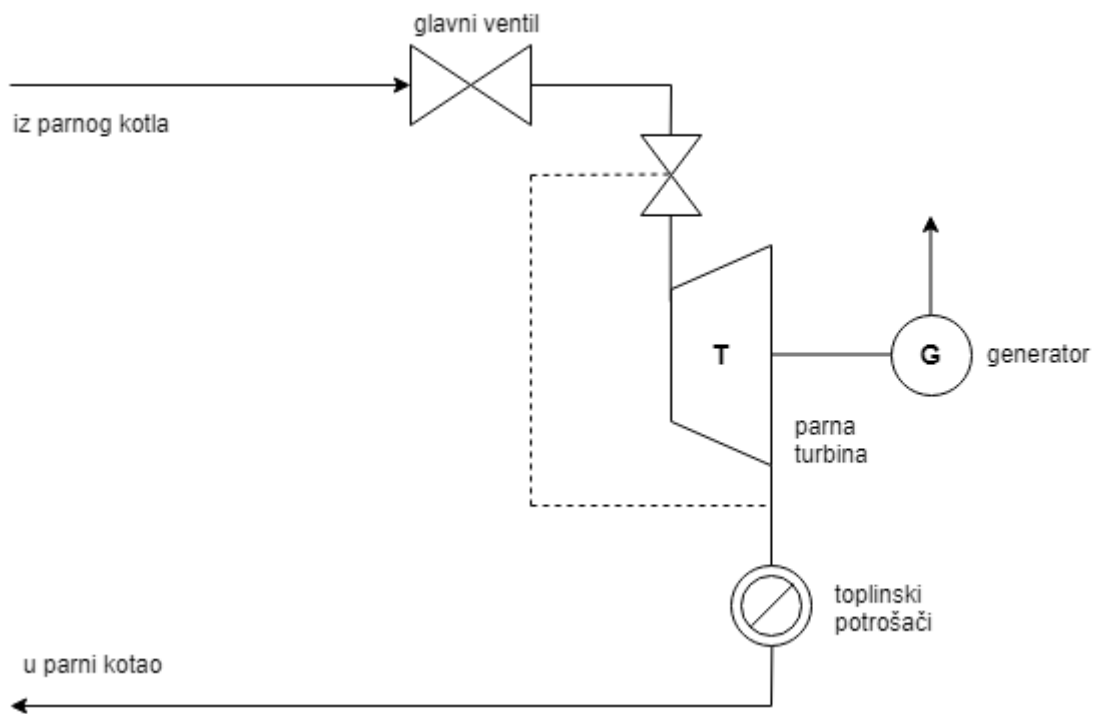 glavni ventil
iz parnog kotla
T
G
generator
parna
turbina
toplinski
potrošači
u parni kotao